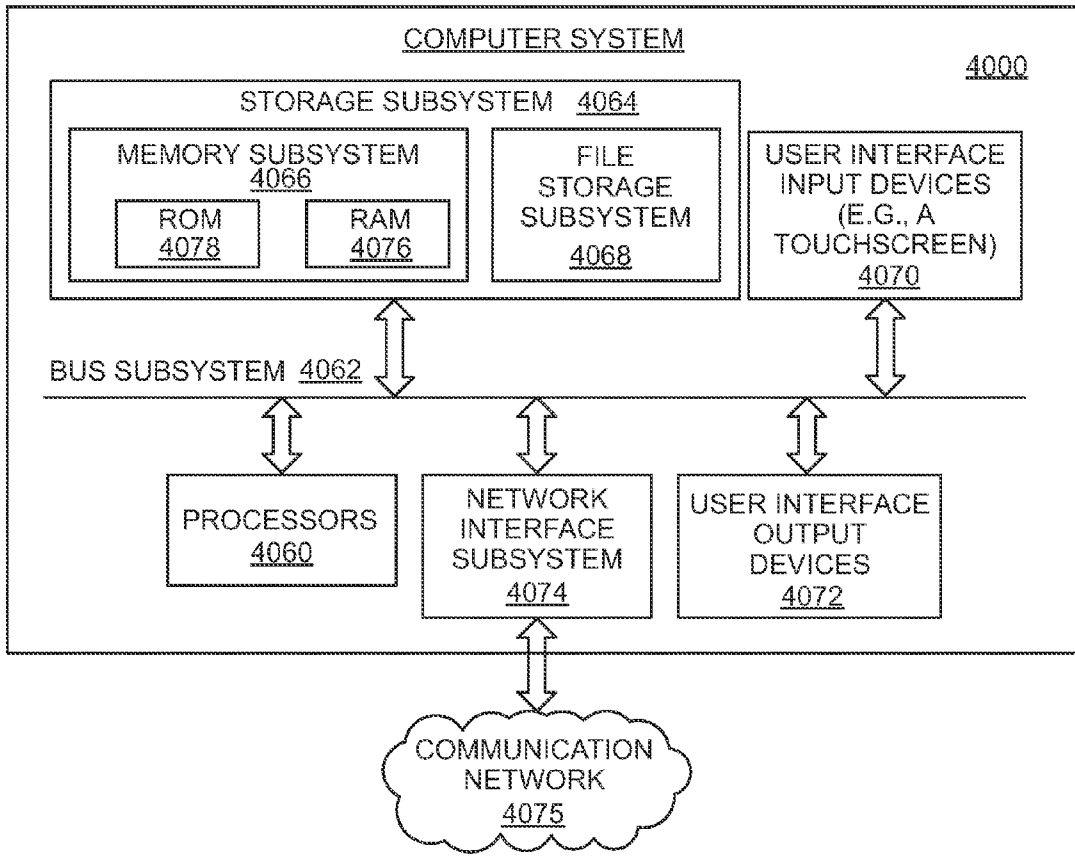 COMPUTER SYSTEM
4000
STORAGE SUBSYSTEM 4064
MEMORY SUBSYSTEM
4066
ROM
4078
RAM
4076
FILE
STORAGE
SUBSYSTEM
4068
USER INTERFACE
INPUT DEVICES
(E.G., A
TOUCHSCREEN)
4070
BUS SUBSYSTEM 4062
PROCESSORS
4060
NETWORK
INTERFACE
SUBSYSTEM
4074
USER INTERFACE
OUTPUT
DEVICES
4072
COMMUNICATION
NETWORK
4075